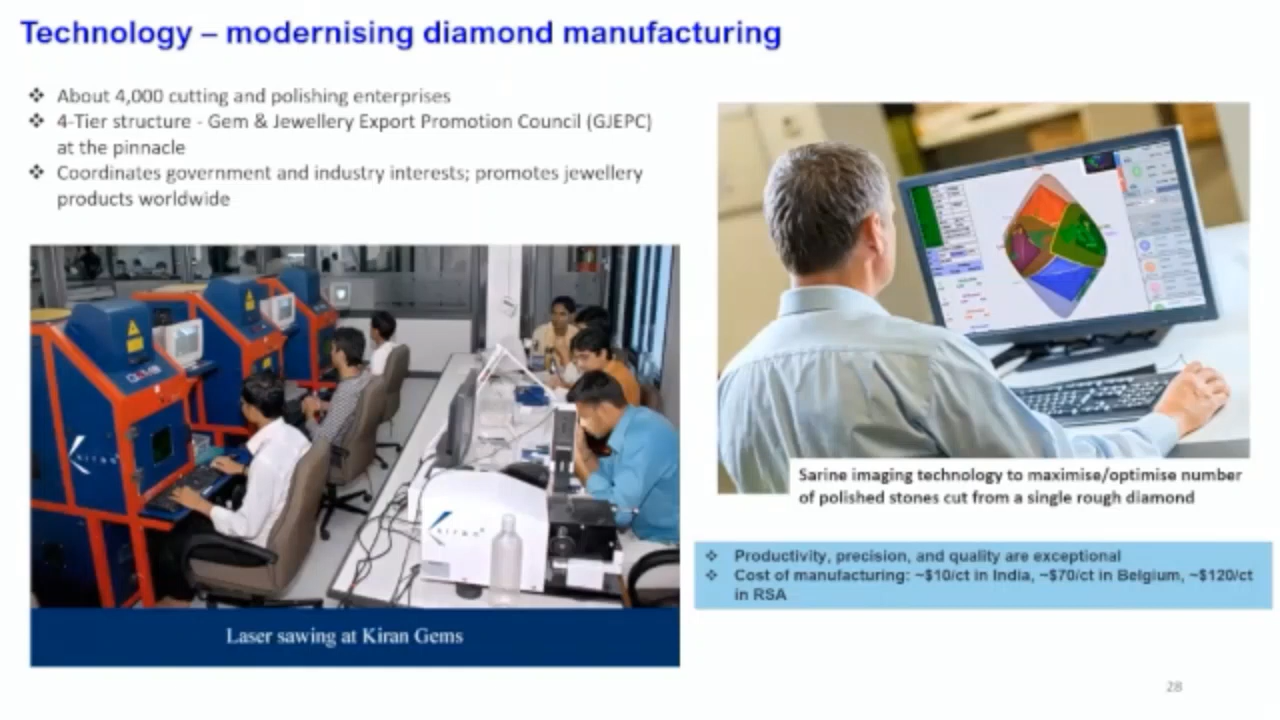 Technology – modernising diamond manufacturing
❖ About 4,000 cutting and polishing enterprises
❖ 4-Tier structure - Gem & Jewellery Export Promotion Council (GJEPC)
at the pinnacle
❖ Coordinates government and industry interests; promotes jewellery
products worldwide
kiran
kiran
Laser sawing at Kiran Gems
Sarine imaging technology to maximise/optimise number
of polished stones cut from a single rough diamond
❖ Productivity, precision, and quality are exceptional
❖ Cost of manufacturing: ~$10/ct in India, ~$70/ct in Belgium, ~$120/ct
in RSA
28